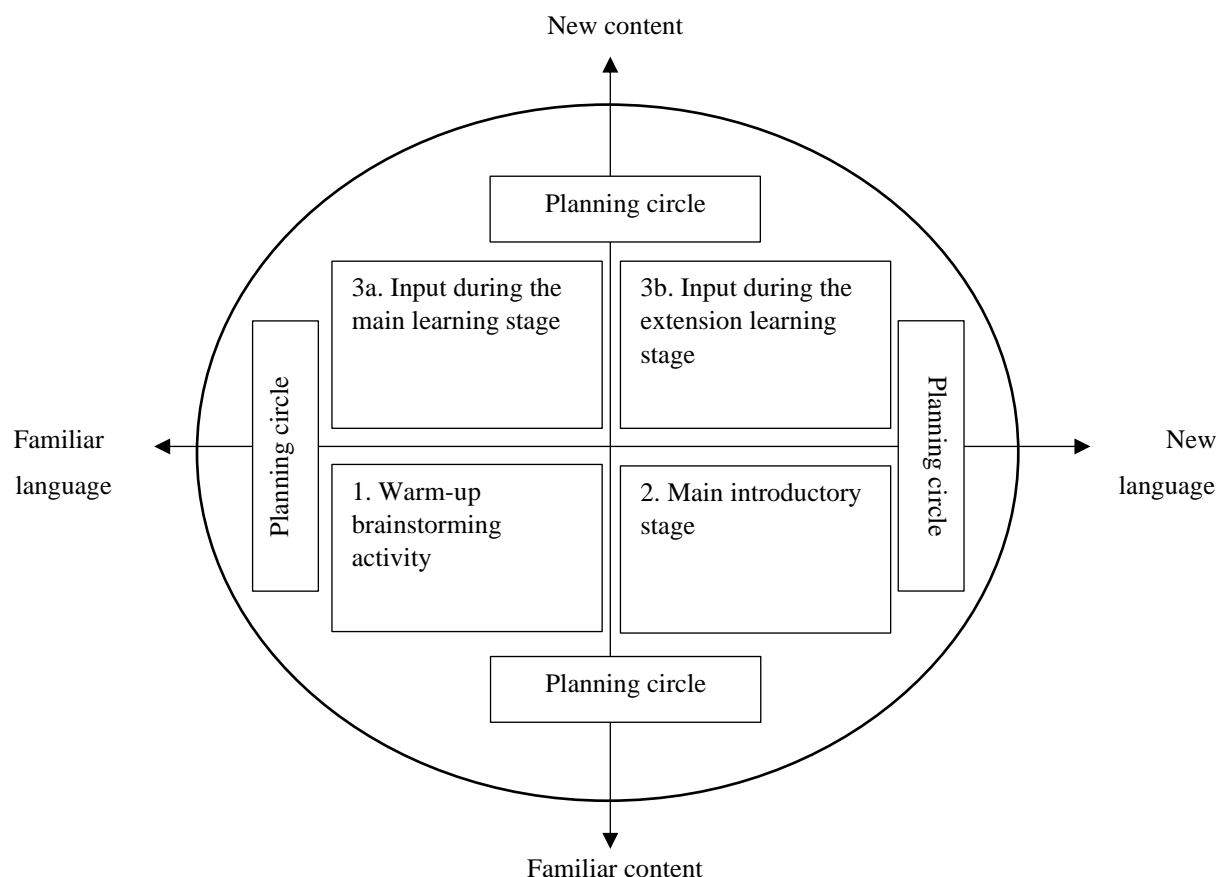 New content
Planning circle
3a. Input during the
main learning stage
3b. Input during the
extension learning
stage
Planning circle
Planning circle
Familiar
language
New
language
1. Warm-up
brainstorming
activity
2. Main introductory
stage
Planning circle
Familiar content